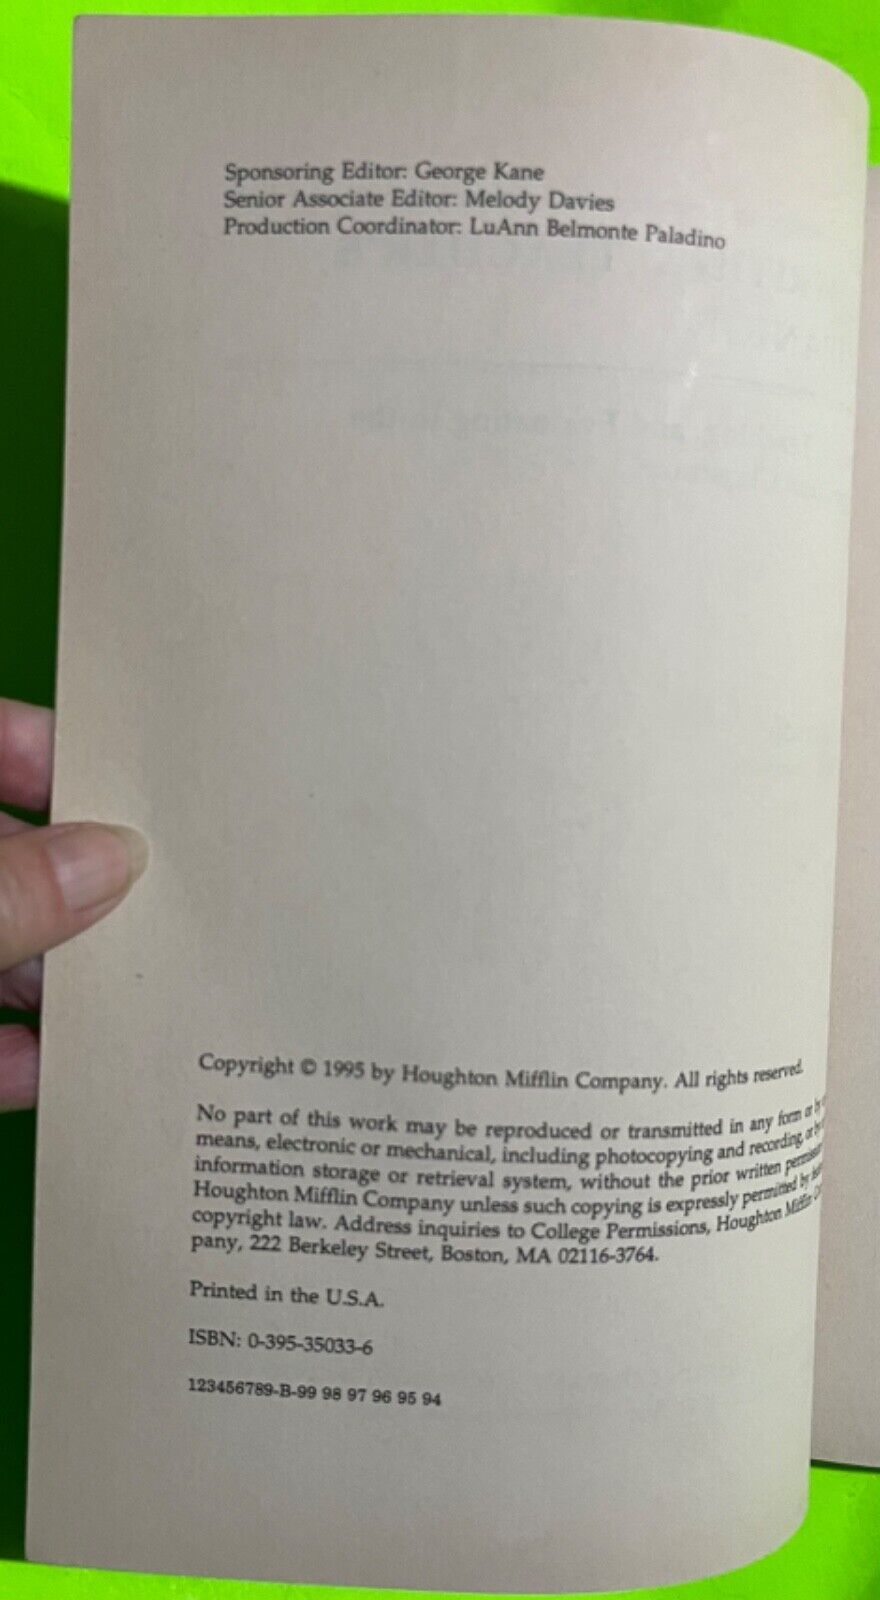 Sponsoring Editor: George Kane
Senior Associate Editor: Melody Davies
Production Coordinator: LuAnn Belmonte Paladino
Copyright © 1995 by Houghton Mifflin Company. All rights reserved.
No part of this work may be reproduced or transmitted in any form or by
means, electronic or mechanical, including photocopying and recording, or by
information storage or retrieval system, without the prior written permission
Houghton Mifflin Company unless such copying is expressly permitted by
copyright law. Address inquiries to College Permissions, Houghton Mifflin
pany, 222 Berkeley Street, Boston, MA 02116-3764.
Printed in the U.S.A.
ISBN: 0-395-35033-6
123456789-B-99 98 97 96 95 94